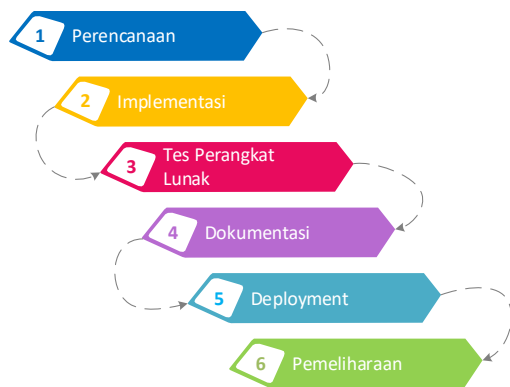 1 Perencanaan
2 Implementasi
3 Tes Perangkat
Lunak
4 Dokumentasi
5 Deployment
6 Pemeliharaan